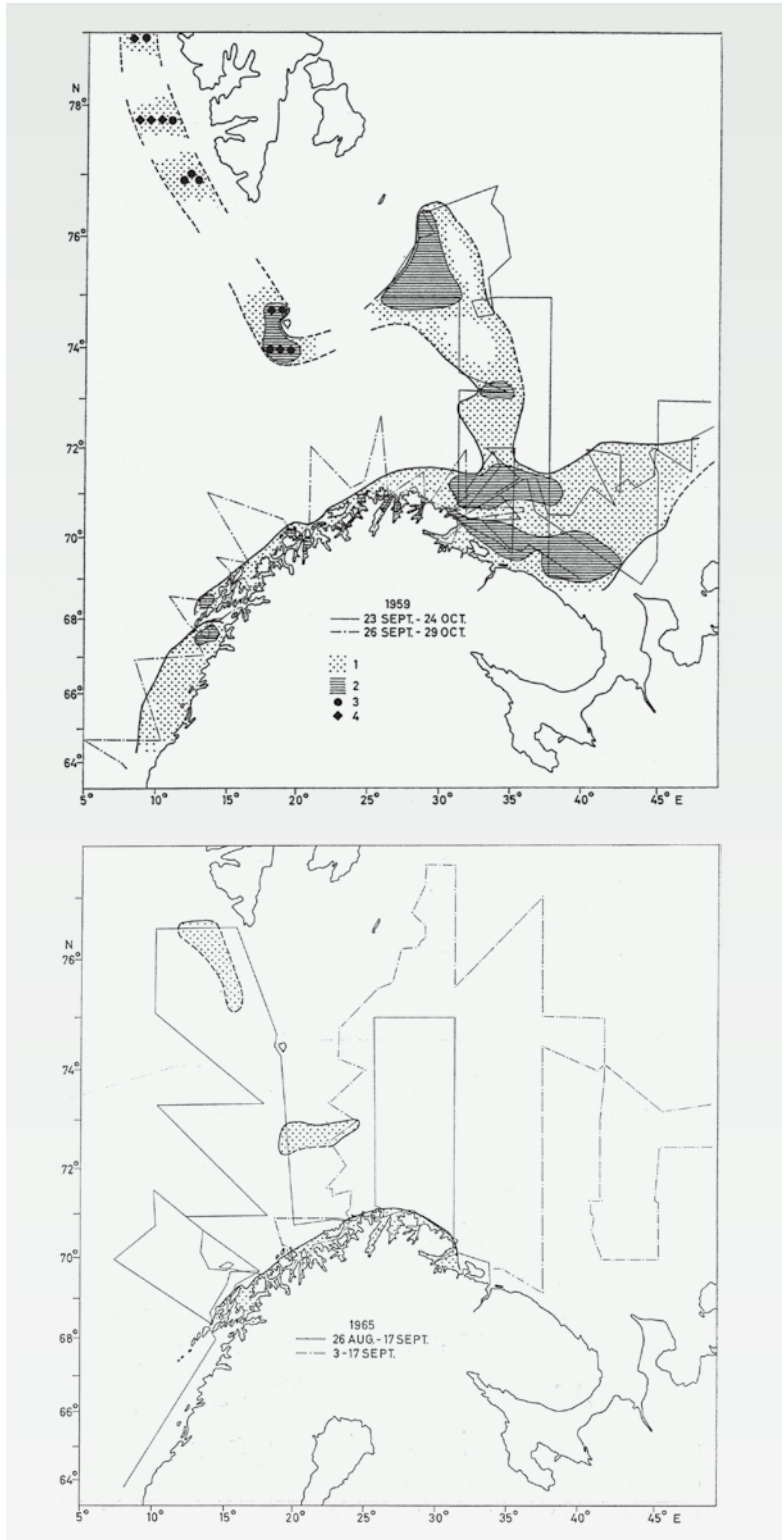 N
78°
76°
74°
72°
70°
68°
66°
64°
1959
23 SEPT. - 24 OCT.
26 SEPT. - 29 OCT.
1
2
3
4
5° 10° 15° 20° 25° 30° 35° 40° 45° E
N
76°
74°
72°
70°
68°
66°
64°
1965
26 AUG. - 17 SEPT.
3 - 17 SEPT.
5° 10° 15° 20° 25° 30° 35° 40° 45° E